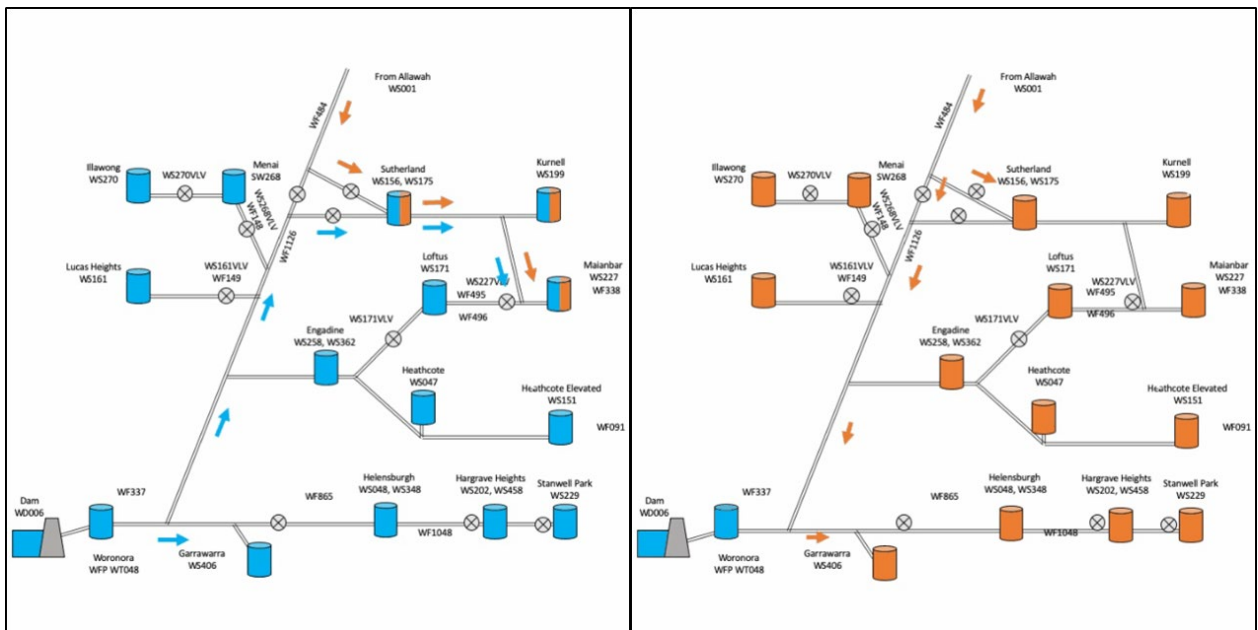 From Allawah
WS001
WF484
Illawong
WS270
WS270VLV
Menai
SW268
WS268VLV
WF148
Sutherland
WS156, WS175
Kurnell
WS199
WF1126
Lucas Heights
WS161
WS161VLV
WF149
Loftus
WS171
WS227VLV
WF495
WF496
Maianbar
WS227
WF338
WS171VLV
Engadine
WS258, WS362
Heathcote
WS047
Heathcote Elevated
WS151
WF091
Dam
WD006
WF337
Woronora
WFP WT048
Garrawarra
WS406
WF865
Helensburgh
WS048, WS348
WF1048
Hargrave Heights
WS202, WS458
Stanwell Park
WS229
From Allawah
WS001
WF484
Illawong
WS270
WS270VLV
Menai
SW268
WS268VLV
WF148
Sutherland
WS156, WS175
Kurnell
WS199
WF1126
Lucas Heights
WS161
WS161VLV
WF149
Loftus
WS171
WS227VLV
WF495
WF496
Maianbar
WS227
WF338
WS171VLV
Engadine
WS258, WS362
Heathcote
WS047
Heathcote Elevated
WS151
WF091
Dam
WD006
WF337
Woronora
WFP WT048
Garrawarra
WS406
WF865
Helensburgh
WS048, WS348
WF1048
Hargrave Heights
WS202, WS458
Stanwell Park
WS229